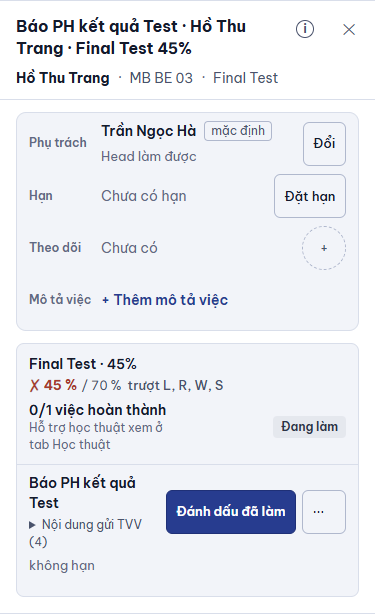 Báo PH kết quả Test · Hồ Thu
Trang · Final Test 45%
Hồ Thu Trang · MB BE 03 · Final Test
Phụ trách Trần Ngọc Hà mặc định Đổi
Head làm được
Hạn Chưa có hạn Đặt hạn
Theo dõi Chưa có +
Mô tả việc + Thêm mô tả việc
Final Test · 45%
✗ 45 % / 70 % trượt L, R, W, S
0/1 việc hoàn thành
Hỗ trợ học thuật xem ở
tab Học thuật
Đang làm
Báo PH kết quả
Test
▶ Nội dung gửi TVV
(4)
không hạn
Đánh dấu đã làm ...